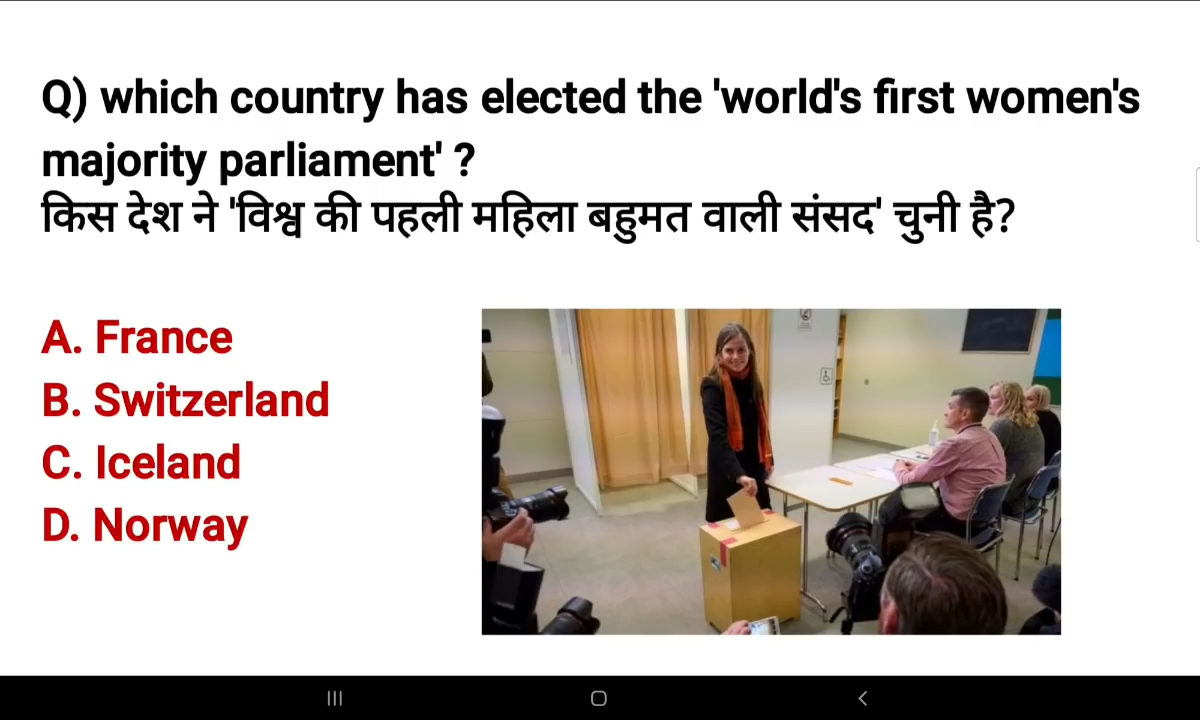 Q) which country has elected the 'world's first women's
majority parliament' ?
किस देश ने 'विश्व की पहली महिला बहुमत वाली संसद' चुनी है?
A. France
B. Switzerland
C. Iceland
D. Norway